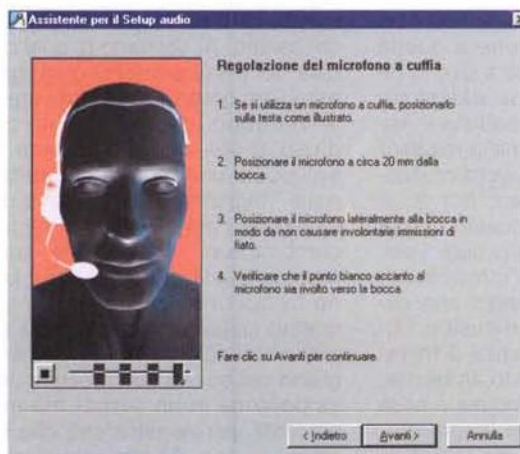 Assistente per il Setup audio
Regolazione del microfono a cuffia
1. Se si utilizza un microfono a cuffia, posizionarlo
sulla testa come illustrato.
2. Posizionare il microfono a circa 20 mm dalla
bocca.
3. Posizionare il microfono lateralmente alla bocca in
modo da non causare involontarie immissioni di
fiato.
4. Verificare che il punto bianco accanto al
microfono sia rivolto verso la bocca.
Fare clic su Avanti per continuare.
< Indietro Avanti > Annulla